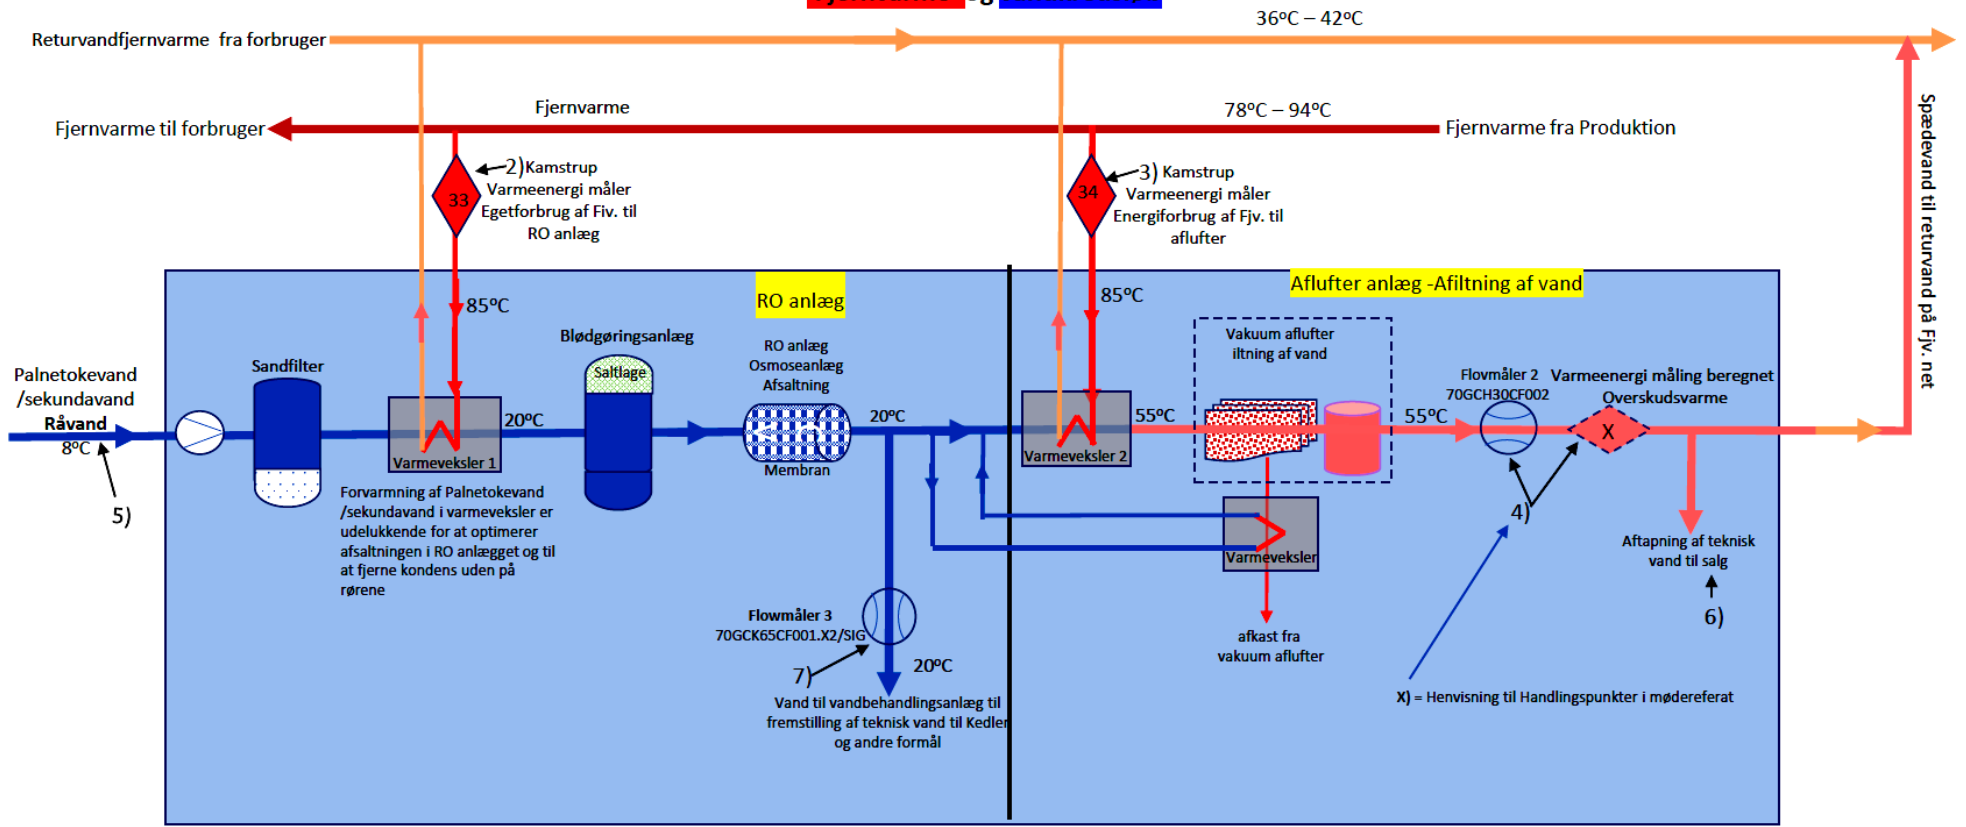 og
36ºC – 42ºC
Returvandfjernvarme fra forbruger
Fjernvarme
78ºC – 94ºC
Fjernvarme til forbruger
Fjernvarme fra Produktion
Spædevand til returvand på Fjv. net
2) Kamstrup
Varmeenergi måler
Egetforbrug af Fiv. til
RO anlæg
33
3) Kamstrup
Varmeenergi måler
Energiforbrug af Fjv. til
aflufter
34
RO anlæg
Aflufter anlæg -Afiltning af vand
85ºC
85ºC
Blødgøringsanlæg
Saltlage
RO anlæg
Osmoseanlæg
Afsaltning
Vakuum aflufter
iltning af vand
Sandfilter
Palnetokevand
/sekundavand
Råvand
8ºC
5)
20ºC
Varmeveksler 1
Membran
20ºC
Varmeveksler 2
55ºC
55ºC
Flovmåler 2
70GCH30CF002
Varmeenergi måling beregnet
Overskudsvarme
X
4)
Forvarmning af Palnetokevand
/sekundavand i varmeveksler er
udelukkende for at optimerer
afsaltningen i RO anlægget og til
at fjerne kondens uden på
rørene
Varmeveksler
Aftapning af teknisk
vand til salg
6)
Flowmåler 3
70GCK65CF001.X2/SIG
7)
20ºC
afkast fra
vakuum aflufter
Vand til vandbehandlingsanlæg til
fremstilling af teknisk vand til Kedler
og andre formål
X) = Henvisning til Handlingspunkter i mødereferat